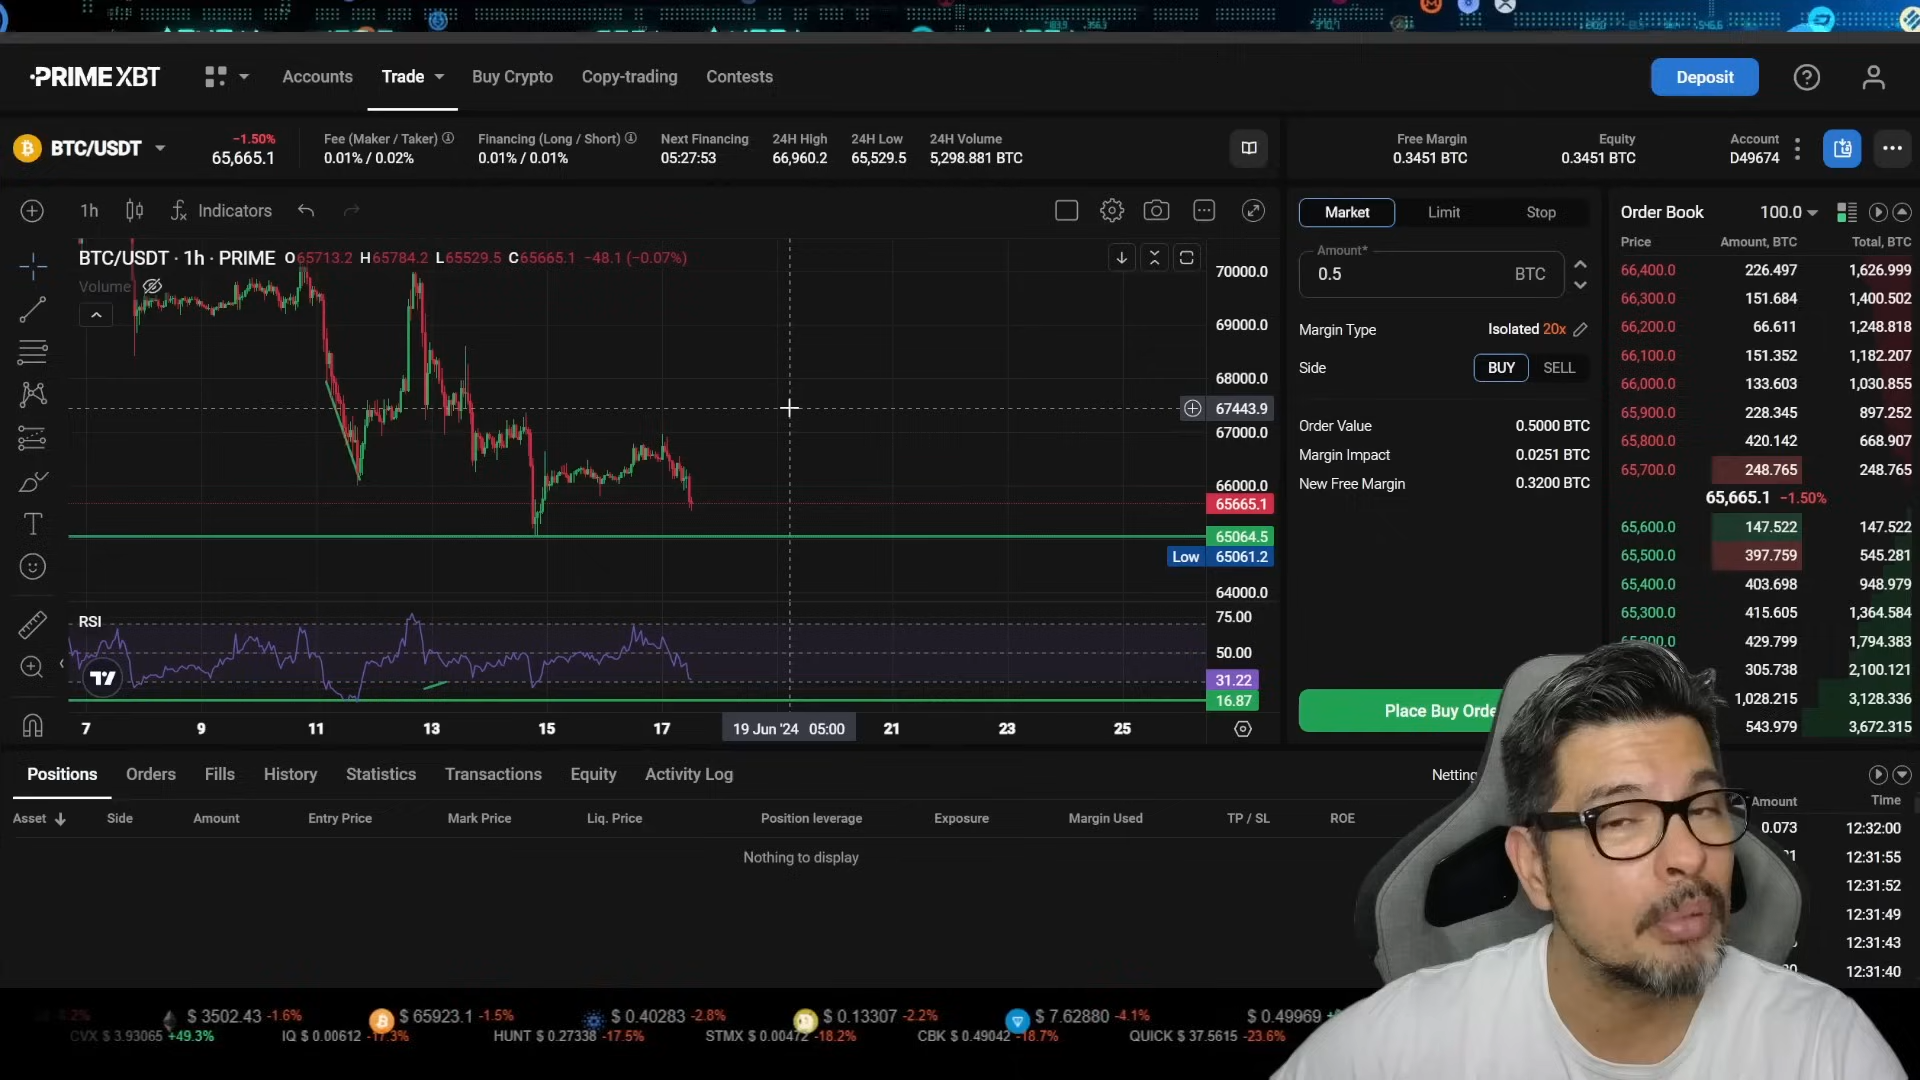 PRIME XBT
Accounts
Trade
Buy Crypto
Copy-trading
Contests
Deposit
BTC/USDT
−1.50%
65,665.1
Fee (Maker / Taker)
0.01% / 0.02%
Financing (Long / Short)
0.01% / 0.01%
Next Financing
05:27:53
24H High
66,960.2
24H Low
65,529.5
24H Volume
5,298.881 BTC
Free Margin
0.3451 BTC
Equity
0.3451 BTC
Account
D49674
1h
Indicators
BTC/USDT · 1h · PRIME O65713.2 H65784.2 L65529.5 C65665.1 −48.1 (−0.07%)
Volume
70000.0
69000.0
68000.0
67443.9
67000.0
66000.0
65665.1
65064.5
Low 65061.2
64000.0
RSI
75.00
50.00
31.22
16.87
7 9 11 13 15 17 19 Jun '24 05:00 21 23 25
Market
Limit
Stop
Amount*
0.5 BTC
Margin Type Isolated 20x
Side BUY SELL
Order Value 0.5000 BTC
Margin Impact 0.0251 BTC
New Free Margin 0.3200 BTC
Place Buy Orde
Order Book 100.0
Price Amount, BTC Total, BTC
66,400.0 226.497 1,626.999
66,300.0 151.684 1,400.502
66,200.0 66.611 1,248.818
66,100.0 151.352 1,182.207
66,000.0 133.603 1,030.855
65,900.0 228.345 897.252
65,800.0 420.142 668.907
65,700.0 248.765 248.765
65,665.1 −1.50%
65,600.0 147.522 147.522
65,500.0 397.759 545.281
65,400.0 403.698 948.979
65,300.0 415.605 1,364.584
429.799 1,794.383
305.738 2,100.121
1,028.215 3,128.336
543.979 3,672.315
Positions
Orders
Fills
History
Statistics
Transactions
Equity
Activity Log
Netting
Asset Side Amount Entry Price Mark Price Liq. Price Position leverage Exposure Margin Used TP / SL ROE
Nothing to display
Amount Time
0.073 12:32:00
12:31:55
12:31:52
12:31:49
12:31:43
12:31:40
$ 3502.43 -1.6%
$ 65923.1 -1.5%
$ 0.40283 -2.8%
$ 0.13307 -2.2%
$ 7.62880 -4.1%
$ 0.49969
CVX $ 3.93065 +49.3%
IQ $ 0.00612 -17.3%
HUNT $ 0.27338 -17.5%
STMX $ 0.00472 -18.2%
CBK $ 0.49042 -18.7%
QUICK $ 37.5615 -23.6%